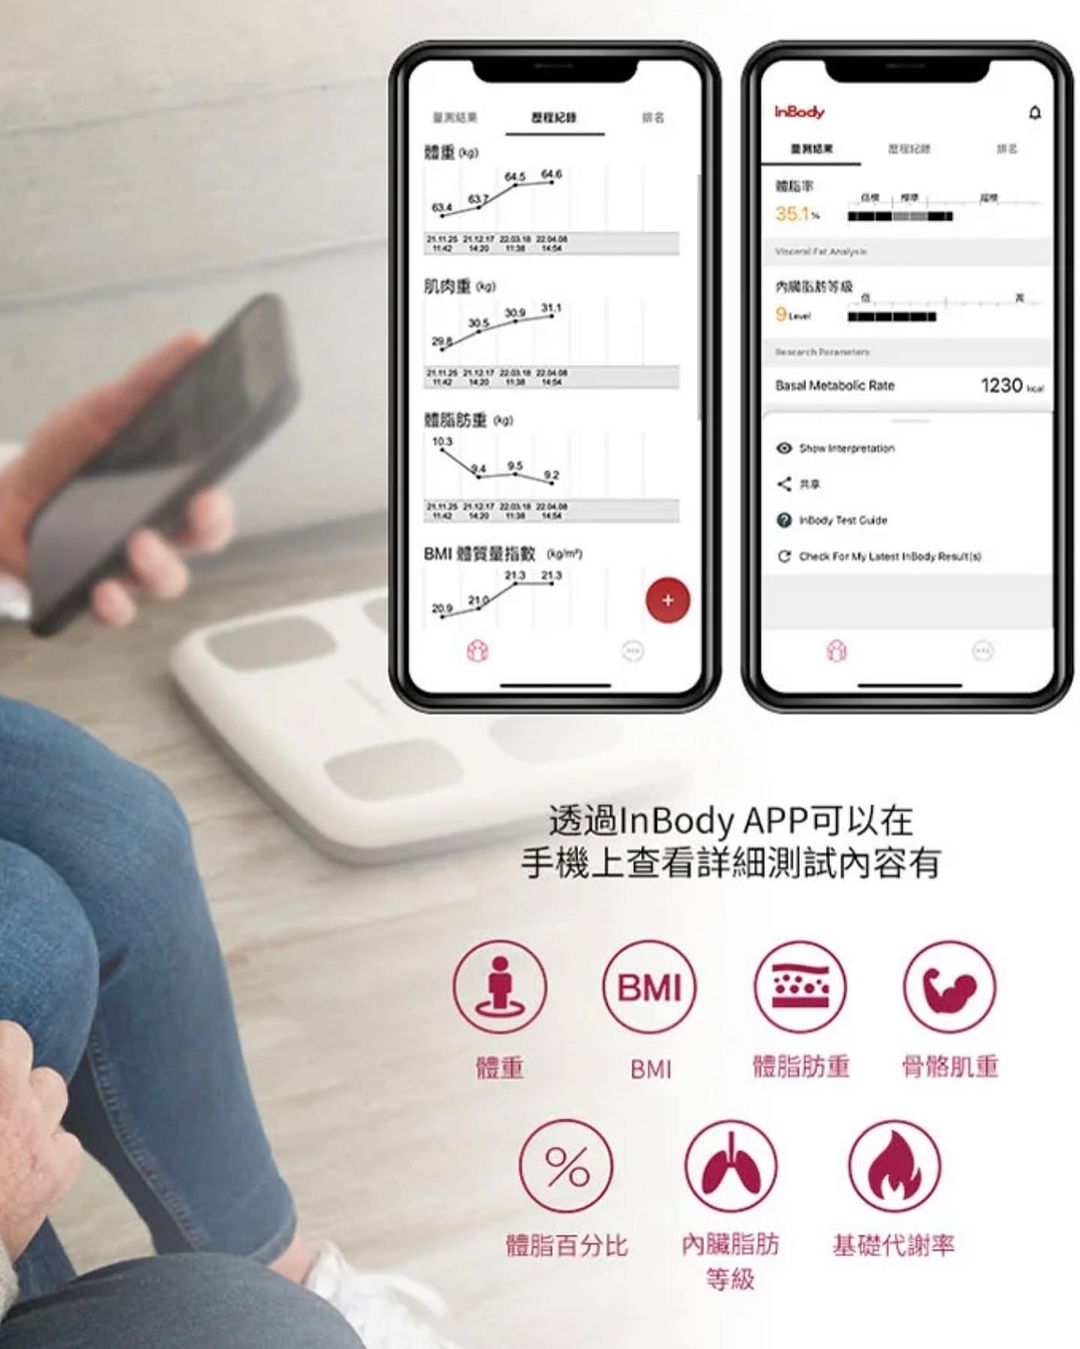 量測結果 歷程紀錄 排名
體重 (kg)
63.4 63.7 64.5 64.6
21.11.25 21.12.17 22.03.18 22.04.08
11:42 14:20 11:38 14:54
肌肉重 (kg)
29.8 30.5 30.9 31.1
21.11.25 21.12.17 22.03.18 22.04.08
11:42 14:20 11:38 14:54
體脂肪重 (kg)
10.3 9.4 9.5 9.2
21.11.25 21.12.17 22.03.18 22.04.08
11:42 14:20 11:38 14:54
BMI 體質量指數 (kg/m²)
20.9 21.0 21.3 21.3
+
InBody
量測結果 歷程紀錄 排名
體脂率
低標 標準 超標
35.1 %
Visceral Fat Analysis
內臟脂肪等級
低 高
9 Level
Research Parameters
Basal Metabolic Rate 1230 kcal
Show Interpretation
共享
InBody Test Guide
Check For My Latest InBody Result(s)
透過InBody APP可以在
手機上查看詳細測試內容有
BMI
體重 BMI 體脂肪重 骨骼肌重
%
體脂百分比 內臟脂肪 基礎代謝率
等級